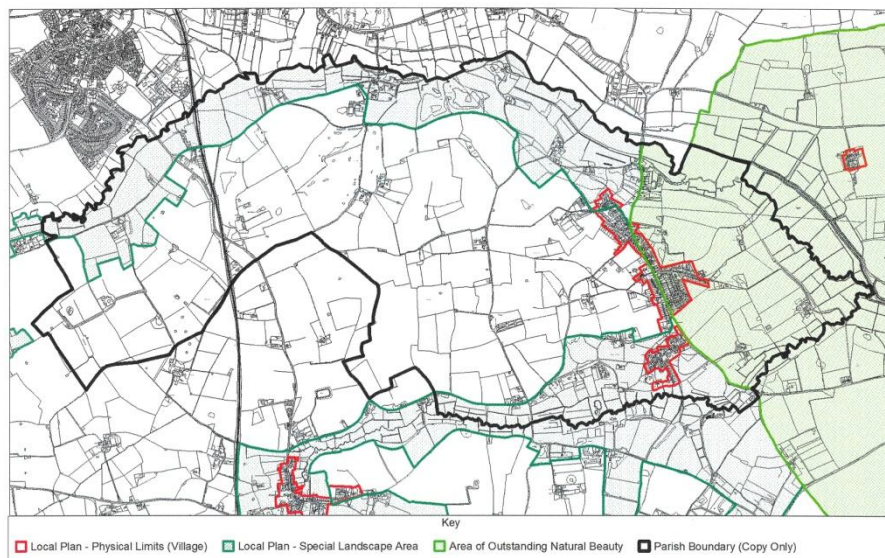 Key
Local Plan - Physical Limits (Village) Local Plan - Special Landscape Area Area of Outstanding Natural Beauty Parish Boundary (Copy Only)